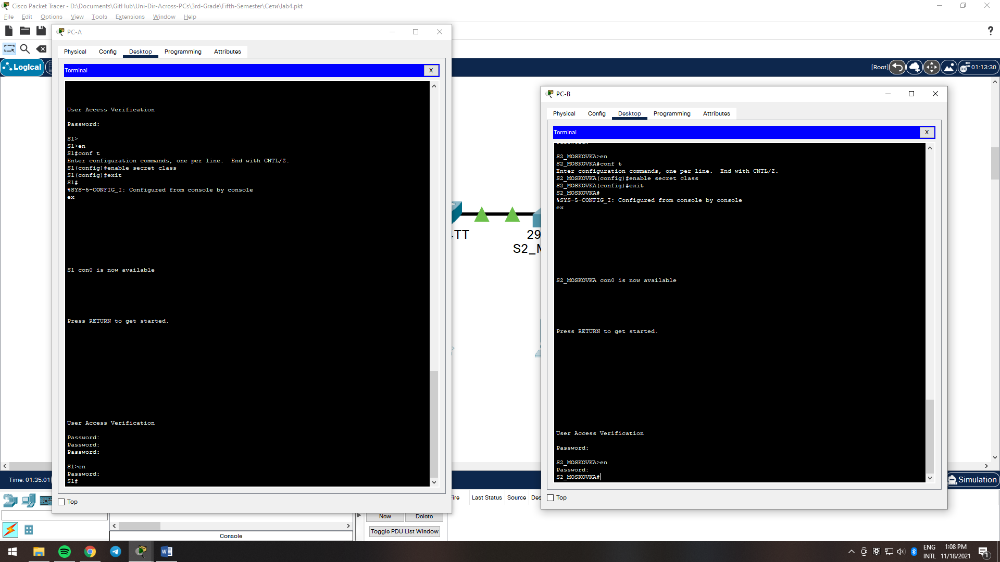 Cisco Packet Tracer - D:\Documents\GitHub\Uni-Dir-Across-PCs\3rd-Grade\Fifth-Semester\Сети\lab4.pkt
File Edit Options View Tools Extensions Window Help
?
Logical
[Root]
01:13:30
PC-A
Physical Config Desktop Programming Attributes
Terminal
X
User Access Verification
Password:
S1>
S1>en
S1#conf t
Enter configuration commands, one per line.  End with CNTL/Z.
S1(config)#enable secret class
S1(config)#exit
S1#
%SYS-5-CONFIG_I: Configured from console by console
ex
S1 con0 is now available
Press RETURN to get started.
User Access Verification
Password:
Password:
Password:
S1>en
Password:
S1#
Top
TT
29
S2_M
PC-B
Physical Config Desktop Programming Attributes
Terminal
X
S2_MOSKOVKA>en
S2_MOSKOVKA#conf t
Enter configuration commands, one per line.  End with CNTL/Z.
S2_MOSKOVKA(config)#enable secret class
S2_MOSKOVKA(config)#exit
S2_MOSKOVKA#
%SYS-5-CONFIG_I: Configured from console by console
ex
S2_MOSKOVKA con0 is now available
Press RETURN to get started.
User Access Verification
Password:
S2_MOSKOVKA>en
Password:
S2_MOSKOVKA#
Top
Time: 01:35:01
Simulation
ire Last Status Source Des
New Delete
Toggle PDU List Window
Console
ENG
INTL
1:08 PM
11/18/2021
1